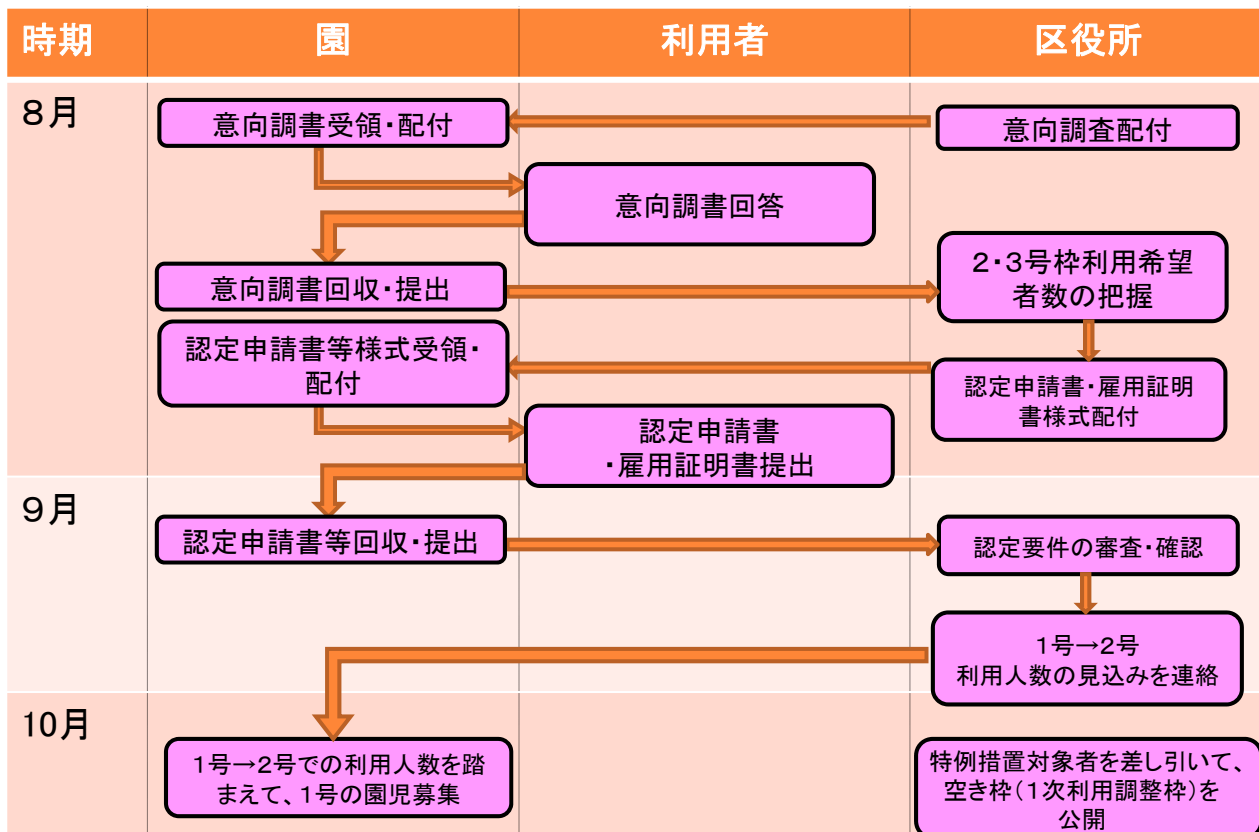 時期
園
利用者
区役所
8月
意向調書受領・配付
意向調査配付
意向調書回答
意向調書回収・提出
2・3号枠利用希望
者数の把握
認定申請書等様式受領・
配付
認定申請書・雇用証明
書様式配付
認定申請書
・雇用証明書提出
9月
認定申請書等回収・提出
認定要件の審査・確認
1号→2号
利用人数の見込みを連絡
10月
1号→2号での利用人数を踏
まえて、1号の園児募集
特例措置対象者を差し引いて、
空き枠(1次利用調整枠)を
公開